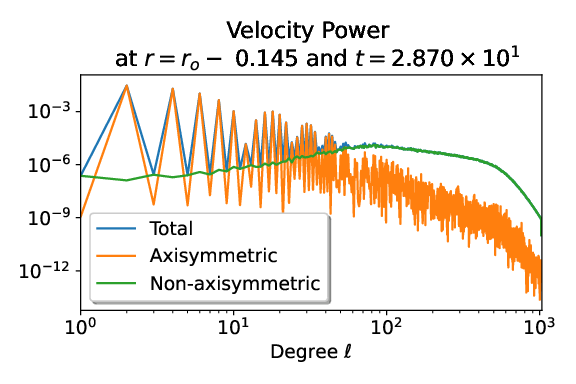 Velocity Power
at r = r_o − 0.145 and t = 2.870 × 10^1
10^−3
10^−6
10^−9
10^−12
Total
Axisymmetric
Non-axisymmetric
10^0 10^1 10^2 10^3
Degree ℓ